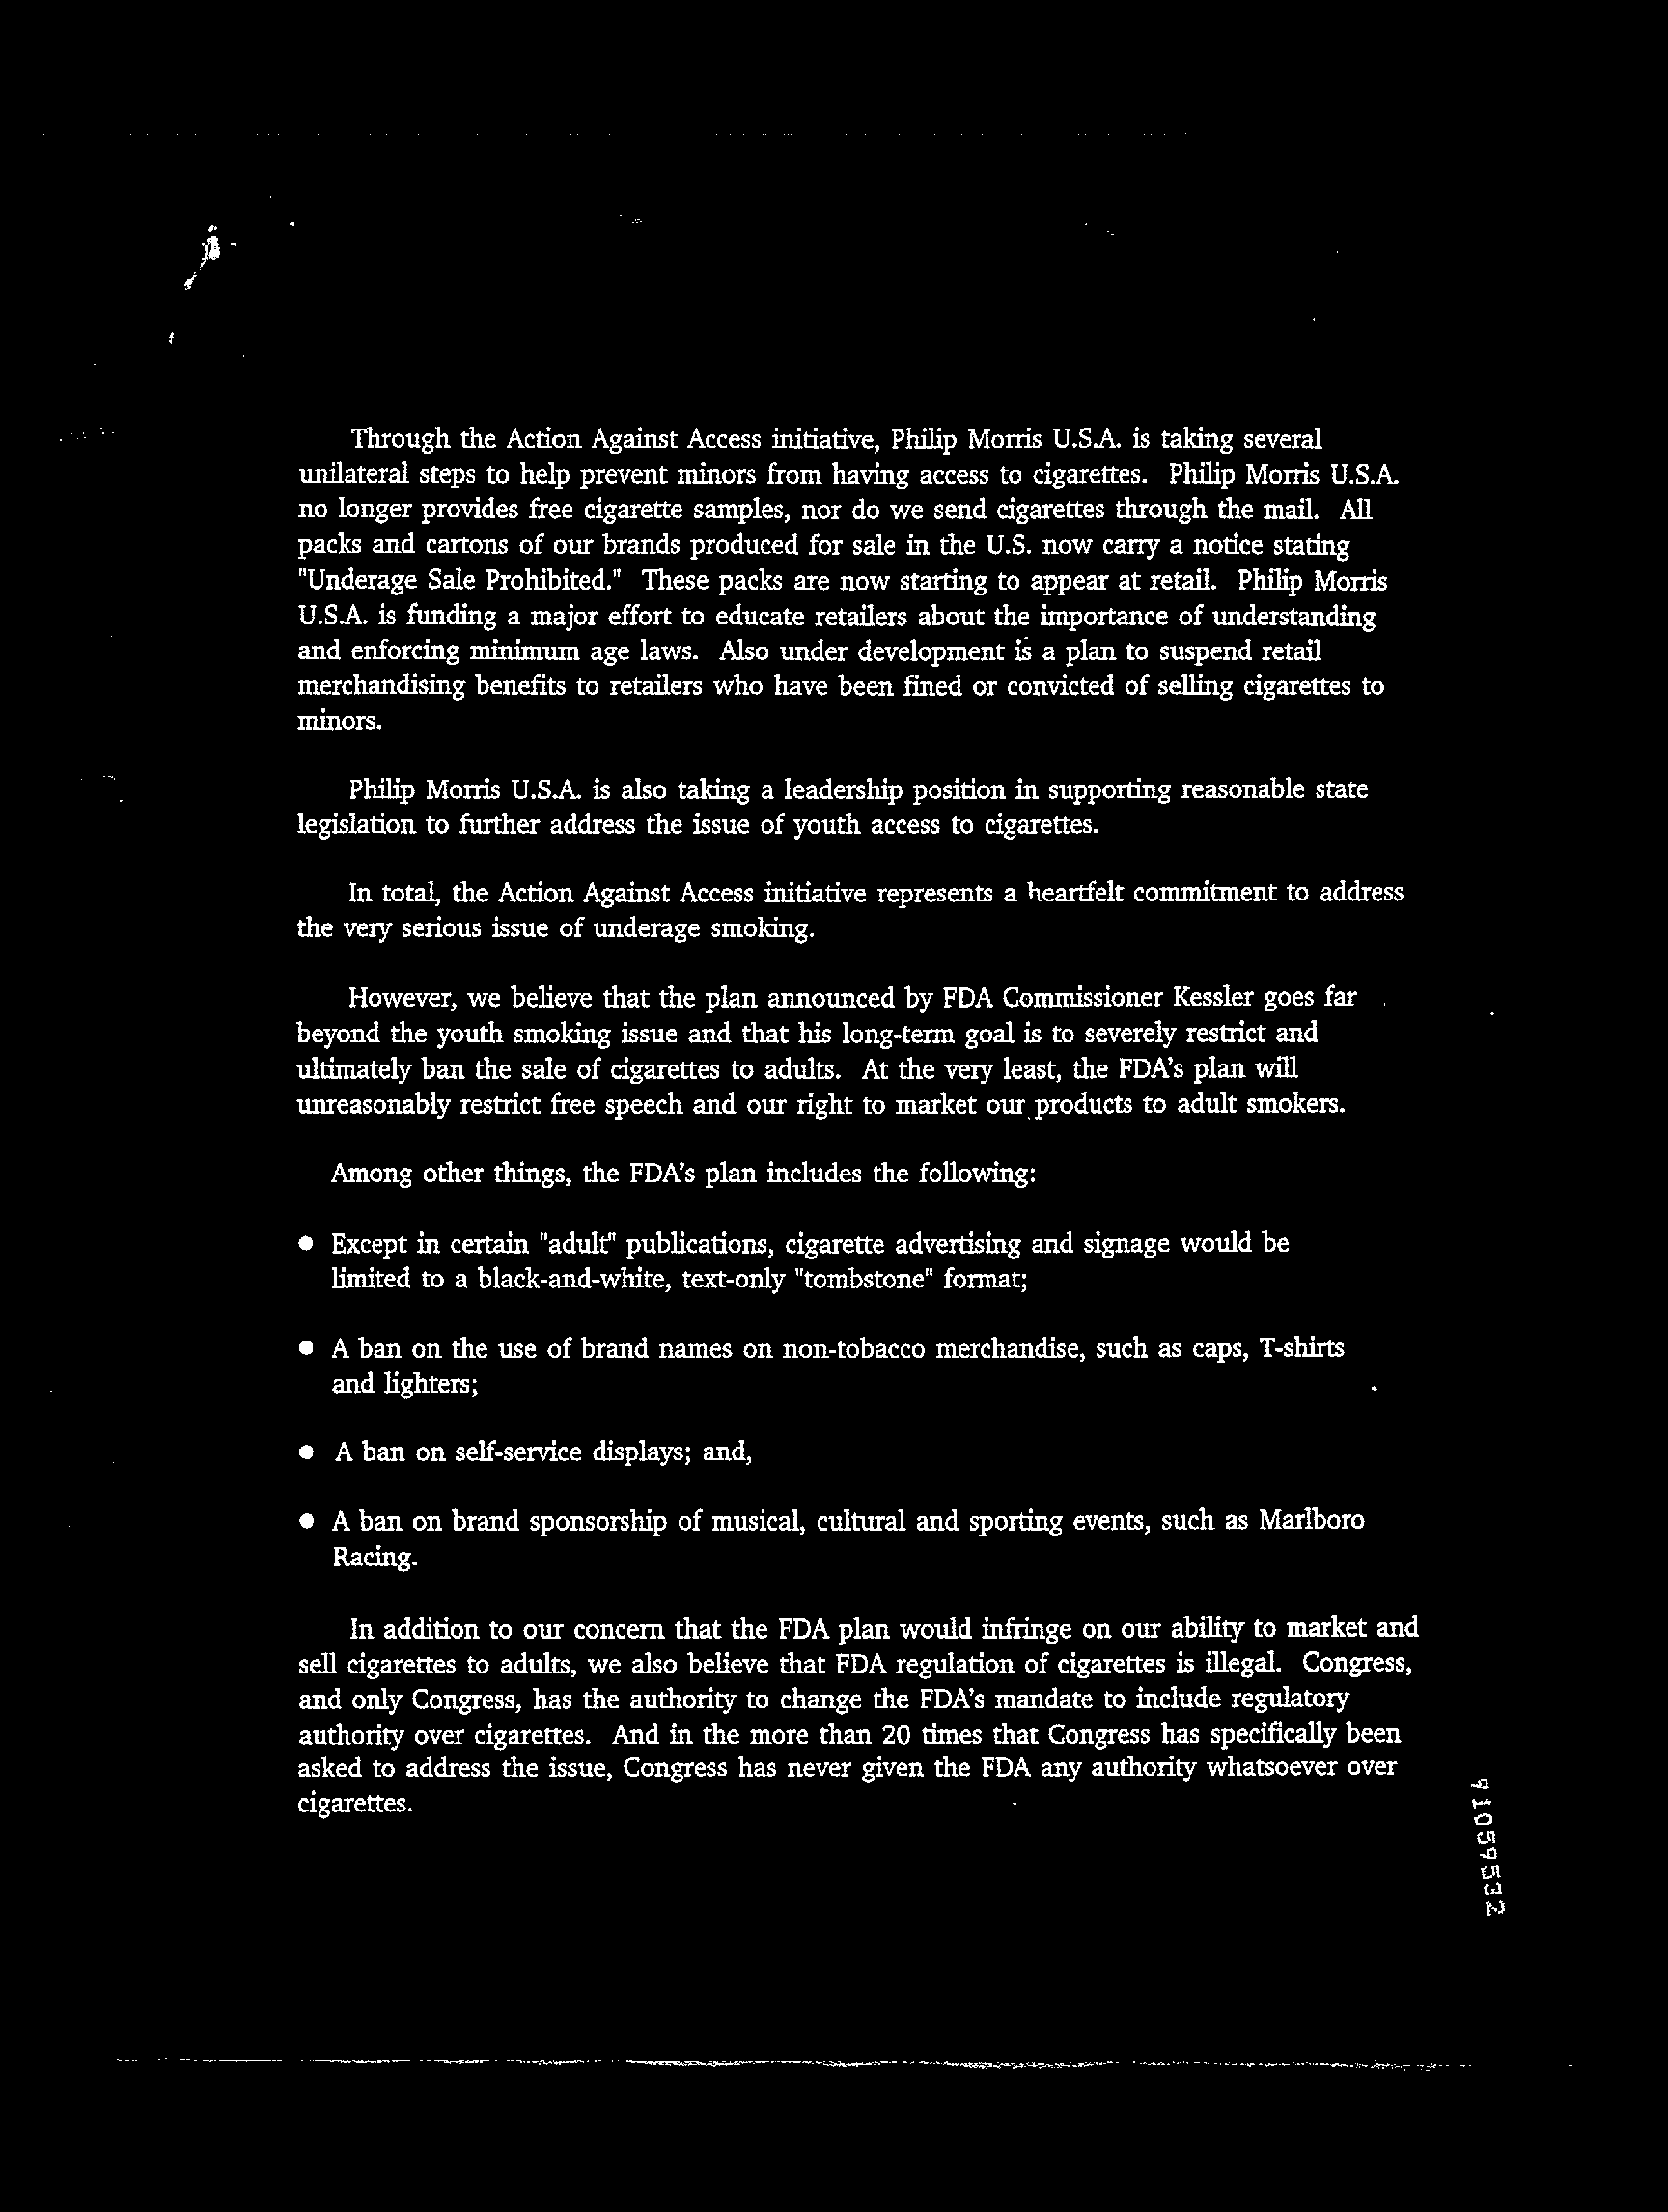 Through the Action Against Access initiative, Philip Morris U.S.A. is taking several
unilateral steps to help prevent minors from having access to cigarettes. Philip Morris U.S.A.
no longer provides free cigarette samples, nor do we send cigarettes through the mail. All
packs and cartons of our brands produced for sale in the U.S. now carry a notice stating
"Underage Sale Prohibited." These packs are now starting to appear at retail. Philip Morris
U.S.A. is funding a major effort to educate retailers about the importance of understanding
and enforcing minimum age laws. Also under development is a plan to suspend retail
merchandising benefits to retailers who have been fined or convicted of selling cigarettes to
minors.
Philip Morris U.S.A. is also taking a leadership position in supporting reasonable state
legislation to further address the issue of youth access to cigarettes.
In total, the Action Against Access initiative represents a heartfelt commitment to address
the very serious issue of underage smoking.
However, we believe that the plan announced by FDA Commissioner Kessler goes far
beyond the youth smoking issue and that his long-term goal is to severely restrict and
ultimately ban the sale of cigarettes to adults. At the very least, the FDA's plan will
unreasonably restrict free speech and our right to market our products to adult smokers.
Among other things, the FDA's plan includes the following:
● Except in certain "adult" publications, cigarette advertising and signage would be
limited to a black-and-white, text-only "tombstone" format;
● A ban on the use of brand names on non-tobacco merchandise, such as caps, T-shirts
and lighters;
● A ban on self-service displays; and,
● A ban on brand sponsorship of musical, cultural and sporting events, such as Marlboro
Racing.
In addition to our concern that the FDA plan would infringe on our ability to market and
sell cigarettes to adults, we also believe that FDA regulation of cigarettes is illegal. Congress,
and only Congress, has the authority to change the FDA's mandate to include regulatory
authority over cigarettes. And in the more than 20 times that Congress has specifically been
asked to address the issue, Congress has never given the FDA any authority whatsoever over
cigarettes.
91059532